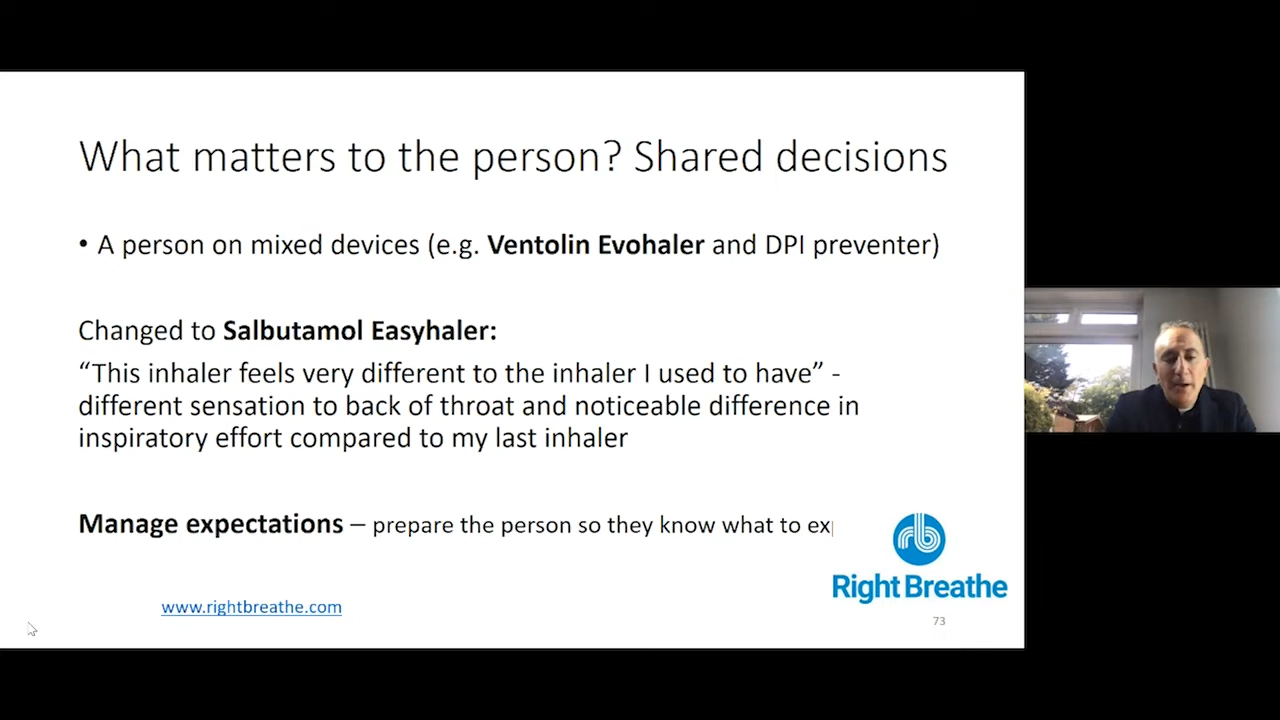 What matters to the person? Shared decisions
• A person on mixed devices (e.g. Ventolin Evohaler and DPI preventer)
Changed to Salbutamol Easyhaler:
“This inhaler feels very different to the inhaler I used to have” -
different sensation to back of throat and noticeable difference in
inspiratory effort compared to my last inhaler
Manage expectations – prepare the person so they know what to
rb
Right Breathe
www.rightbreathe.com
73